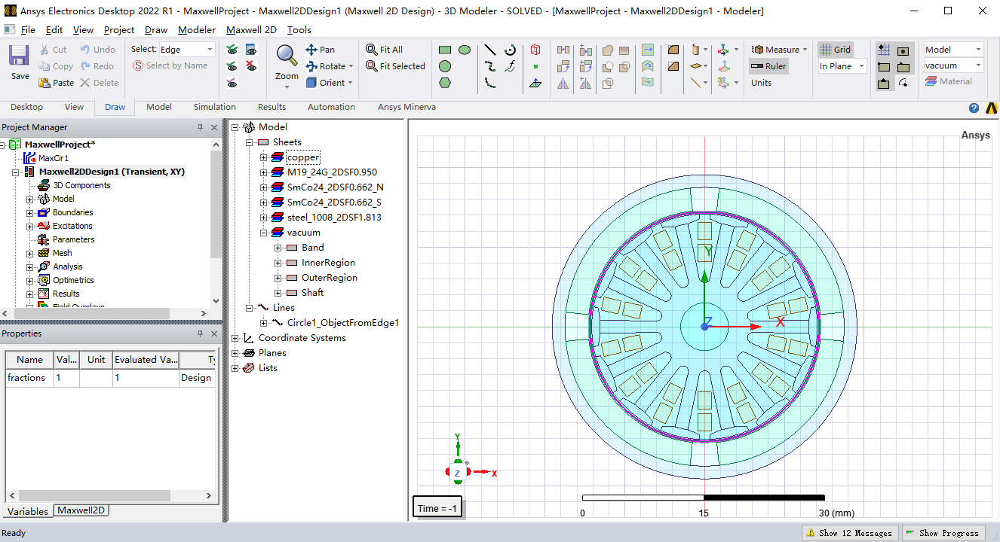 Ansys Electronics Desktop 2022 R1 - MaxwellProject - Maxwell2DDesign1 (Maxwell 2D Design) - 3D Modeler - SOLVED - [MaxwellProject - Maxwell2DDesign1 - Modeler]
File Edit View Project Draw Modeler Maxwell 2D Tools
Save
Cut
Copy
Paste
Undo
Redo
Delete
Select: Edge
Select by Name
Zoom
Pan
Rotate
Orient
Fit All
Fit Selected
Measure
Ruler
Units
Grid
In Plane
Model
vacuum
Material
Desktop View Draw Model Simulation Results Automation Ansys Minerva
Project Manager
MaxwellProject*
MaxCir1
Maxwell2DDesign1 (Transient, XY)
3D Components
Model
Boundaries
Excitations
Parameters
Mesh
Analysis
Optimetrics
Results
Field Overlays
Properties
Name Val... Unit Evaluated Va... Ty
fractions 1 1 Design
Variables Maxwell2D
Model
Sheets
copper
M19_24G_2DSF0.950
SmCo24_2DSF0.662_N
SmCo24_2DSF0.662_S
steel_1008_2DSF1.813
vacuum
Band
InnerRegion
OuterRegion
Shaft
Lines
Circle1_ObjectFromEdge1
Coordinate Systems
Planes
Lists
Ansys
Y
Z
X
Y
Z
X
Time = -1
0 15 30 (mm)
Ready
Show 12 Messages
Show Progress